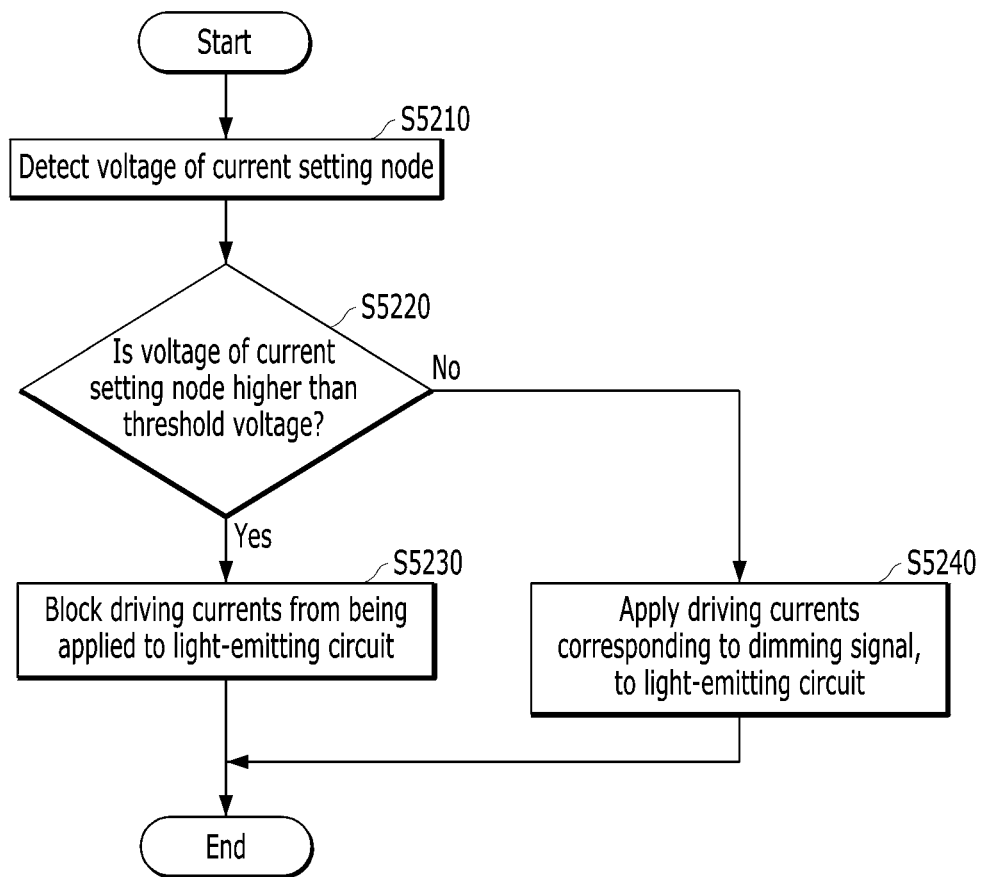 Start
S5210
Detect voltage of current setting node
S5220
Is voltage of current
setting node higher than
threshold voltage?
No
Yes
S5230
Block driving currents from being
applied to light-emitting circuit
S5240
Apply driving currents
corresponding to dimming signal,
to light-emitting circuit
End